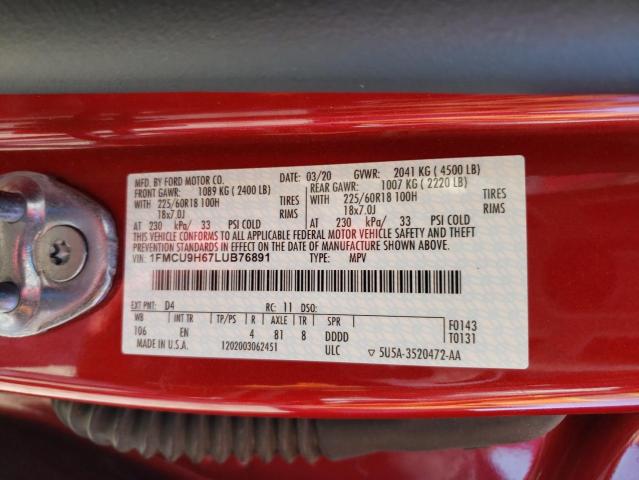 MFD. BY FORD MOTOR CO. DATE: 03/20 GVWR: 2041 KG ( 4500 LB)
FRONT GAWR: 1089 KG ( 2400 LB) REAR GAWR: 1007 KG ( 2220 LB)
WITH 225/60R18 100H TIRES WITH 225/60R18 100H TIRES
18x7.0J RIMS 18x7.0J RIMS
AT 230 kPa/ 33 PSI COLD AT 230 kPa/ 33 PSI COLD
THIS VEHICLE CONFORMS TO ALL APPLICABLE FEDERAL MOTOR VEHICLE SAFETY AND THEFT
PREVENTION STANDARDS IN EFFECT ON THE DATE OF MANUFACTURE SHOWN ABOVE.
VIN: 1FMCU9H67LUB76891 TYPE: MPV
EXT PNT: D4 RC: 11 DSO:
WB INT TR TP/PS R AXLE TR SPR F0143
106 EN 4 81 8 DDDD T0131
MADE IN U.S.A. 1202003062451 ULC ▽ 5U5A-3520472-AA